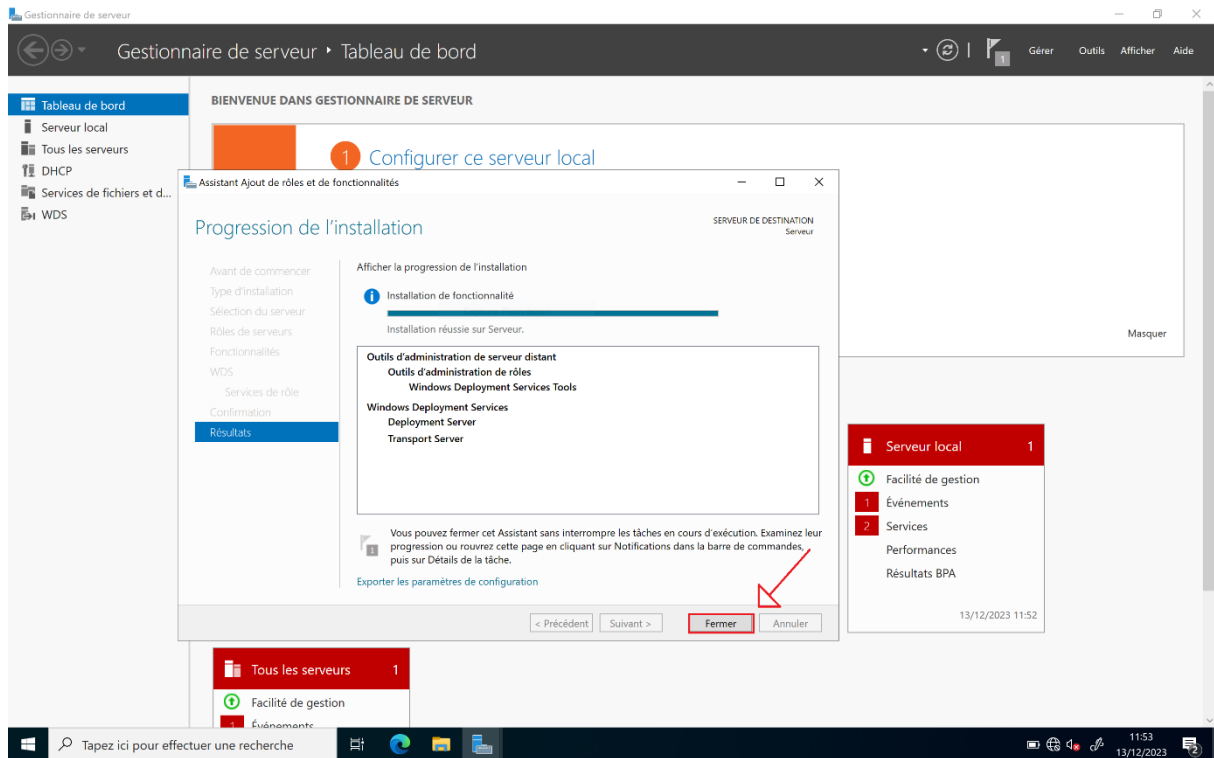 Gestionnaire de serveur
Gestionnaire de serveur • Tableau de bord
1
Gérer
Outils
Afficher
Aide
Tableau de bord
Serveur local
Tous les serveurs
DHCP
Services de fichiers et d...
WDS
BIENVENUE DANS GESTIONNAIRE DE SERVEUR
1 Configurer ce serveur local
Masquer
Assistant Ajout de rôles et de fonctionnalités
Progression de l'installation
SERVEUR DE DESTINATION
Serveur
Avant de commencer
Type d'installation
Sélection du serveur
Rôles de serveurs
Fonctionnalités
WDS
Services de rôle
Confirmation
Résultats
Afficher la progression de l'installation
Installation de fonctionnalité
Installation réussie sur Serveur.
Outils d'administration de serveur distant
Outils d'administration de rôles
Windows Deployment Services Tools
Windows Deployment Services
Deployment Server
Transport Server
1
Vous pouvez fermer cet Assistant sans interrompre les tâches en cours d'exécution. Examinez leur
progression ou rouvrez cette page en cliquant sur Notifications dans la barre de commandes,
puis sur Détails de la tâche.
Exporter les paramètres de configuration
< Précédent
Suivant >
Fermer
Annuler
Serveur local 1
Facilité de gestion
1 Événements
2 Services
Performances
Résultats BPA
13/12/2023 11:52
Tous les serveurs 1
Facilité de gestion
1 Événements
Tapez ici pour effectuer une recherche
11:53
13/12/2023
2